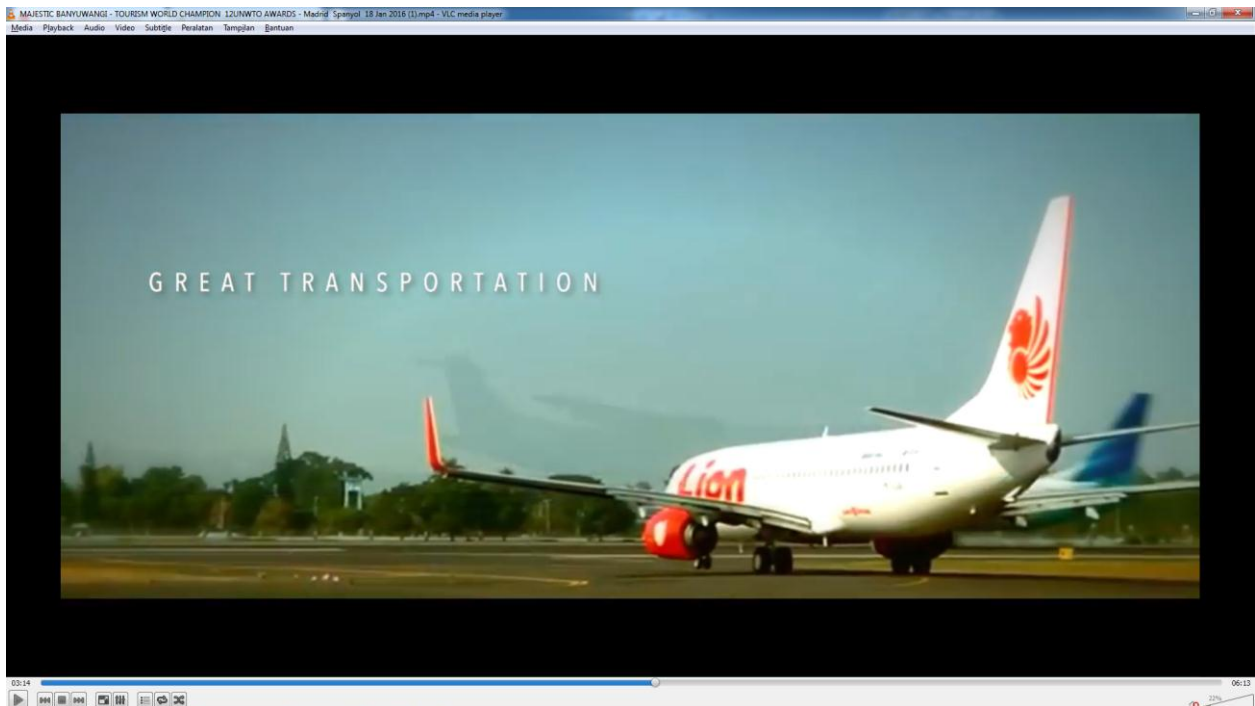 MAJESTIC BANYUWANGI - TOURISM WORLD CHAMPION 12UNWTO AWARDS - Madrid Spanyol 18 Jan 2016 (1).mp4 - VLC media player
Media Playback Audio Video Subtitle Peralatan Tampilan Bantuan
GREAT TRANSPORTATION
Lion
03:14
06:13
22%